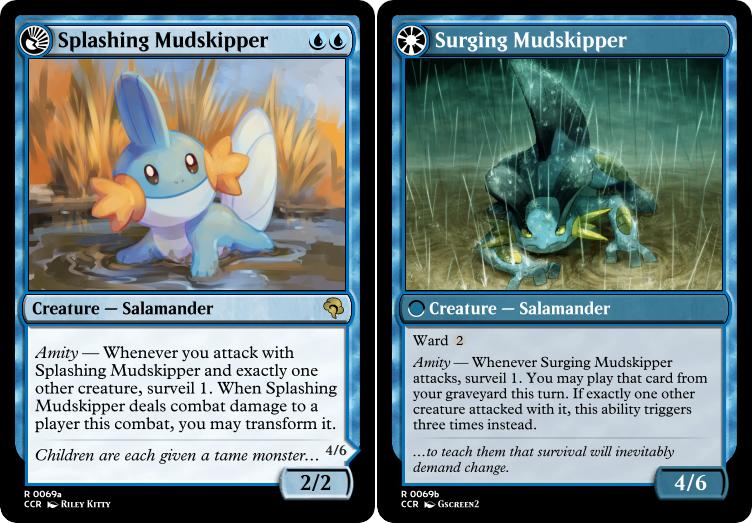 Splashing Mudskipper
Creature — Salamander
Amity — Whenever you attack with
Splashing Mudskipper and exactly one
other creature, surveil 1. When Splashing
Mudskipper deals combat damage to a
player this combat, you may transform it.
Children are each given a tame monster...
4/6
2/2
R 0069a
CCR Riley Kitty
Surging Mudskipper
Creature — Salamander
Ward 2
Amity — Whenever Surging Mudskipper
attacks, surveil 1. You may play that card from
your graveyard this turn. If exactly one other
creature attacked with it, this ability triggers
three times instead.
...to teach them that survival will inevitably
demand change.
4/6
R 0069b
CCR Gscreen2